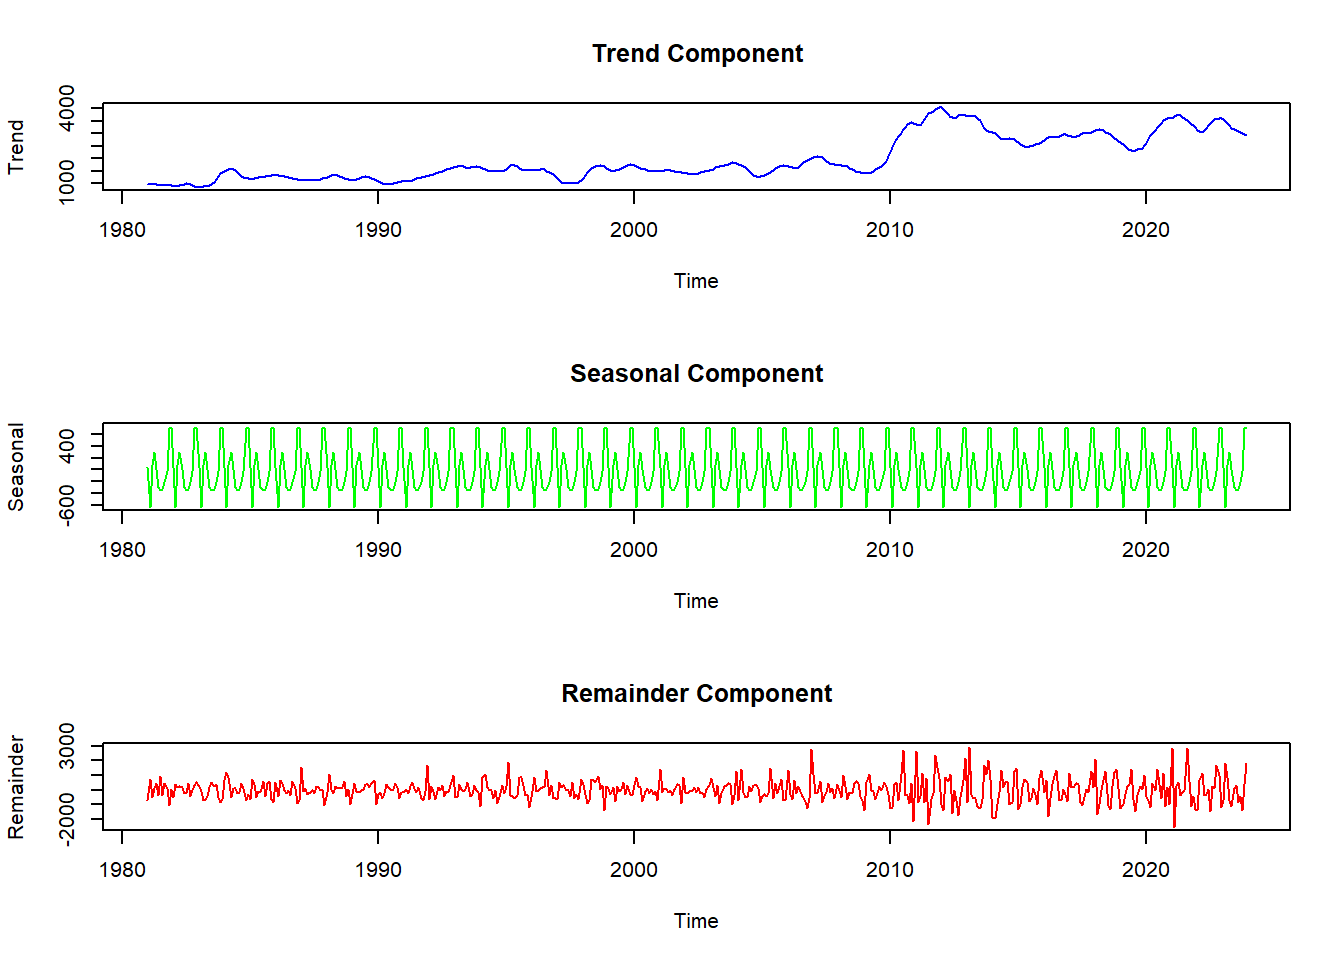 Trend Component
Trend
4000
1000
1980 1990 2000 2010 2020
Time
Seasonal Component
Seasonal
400
-600
1980 1990 2000 2010 2020
Time
Remainder Component
Remainder
3000
-2000
1980 1990 2000 2010 2020
Time